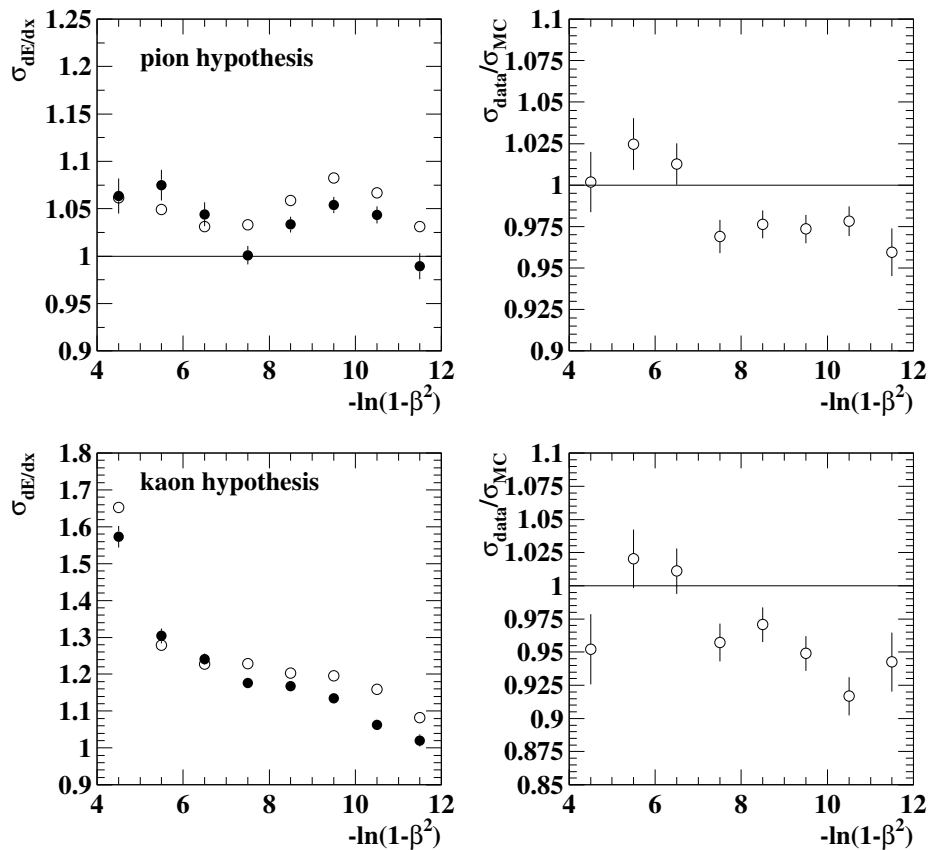 σdE/dx
1.25
1.2
1.15
1.1
1.05
1
0.95
0.9
pion hypothesis
4 6 8 10 12
-ln(1-β²)
σdata/σMC
1.1
1.075
1.05
1.025
1
0.975
0.95
0.925
0.9
4 6 8 10 12
-ln(1-β²)
σdE/dx
1.8
1.7
1.6
1.5
1.4
1.3
1.2
1.1
1
0.9
kaon hypothesis
4 6 8 10 12
-ln(1-β²)
σdata/σMC
1.1
1.075
1.05
1.025
1
0.975
0.95
0.925
0.9
0.875
0.85
4 6 8 10 12
-ln(1-β²)